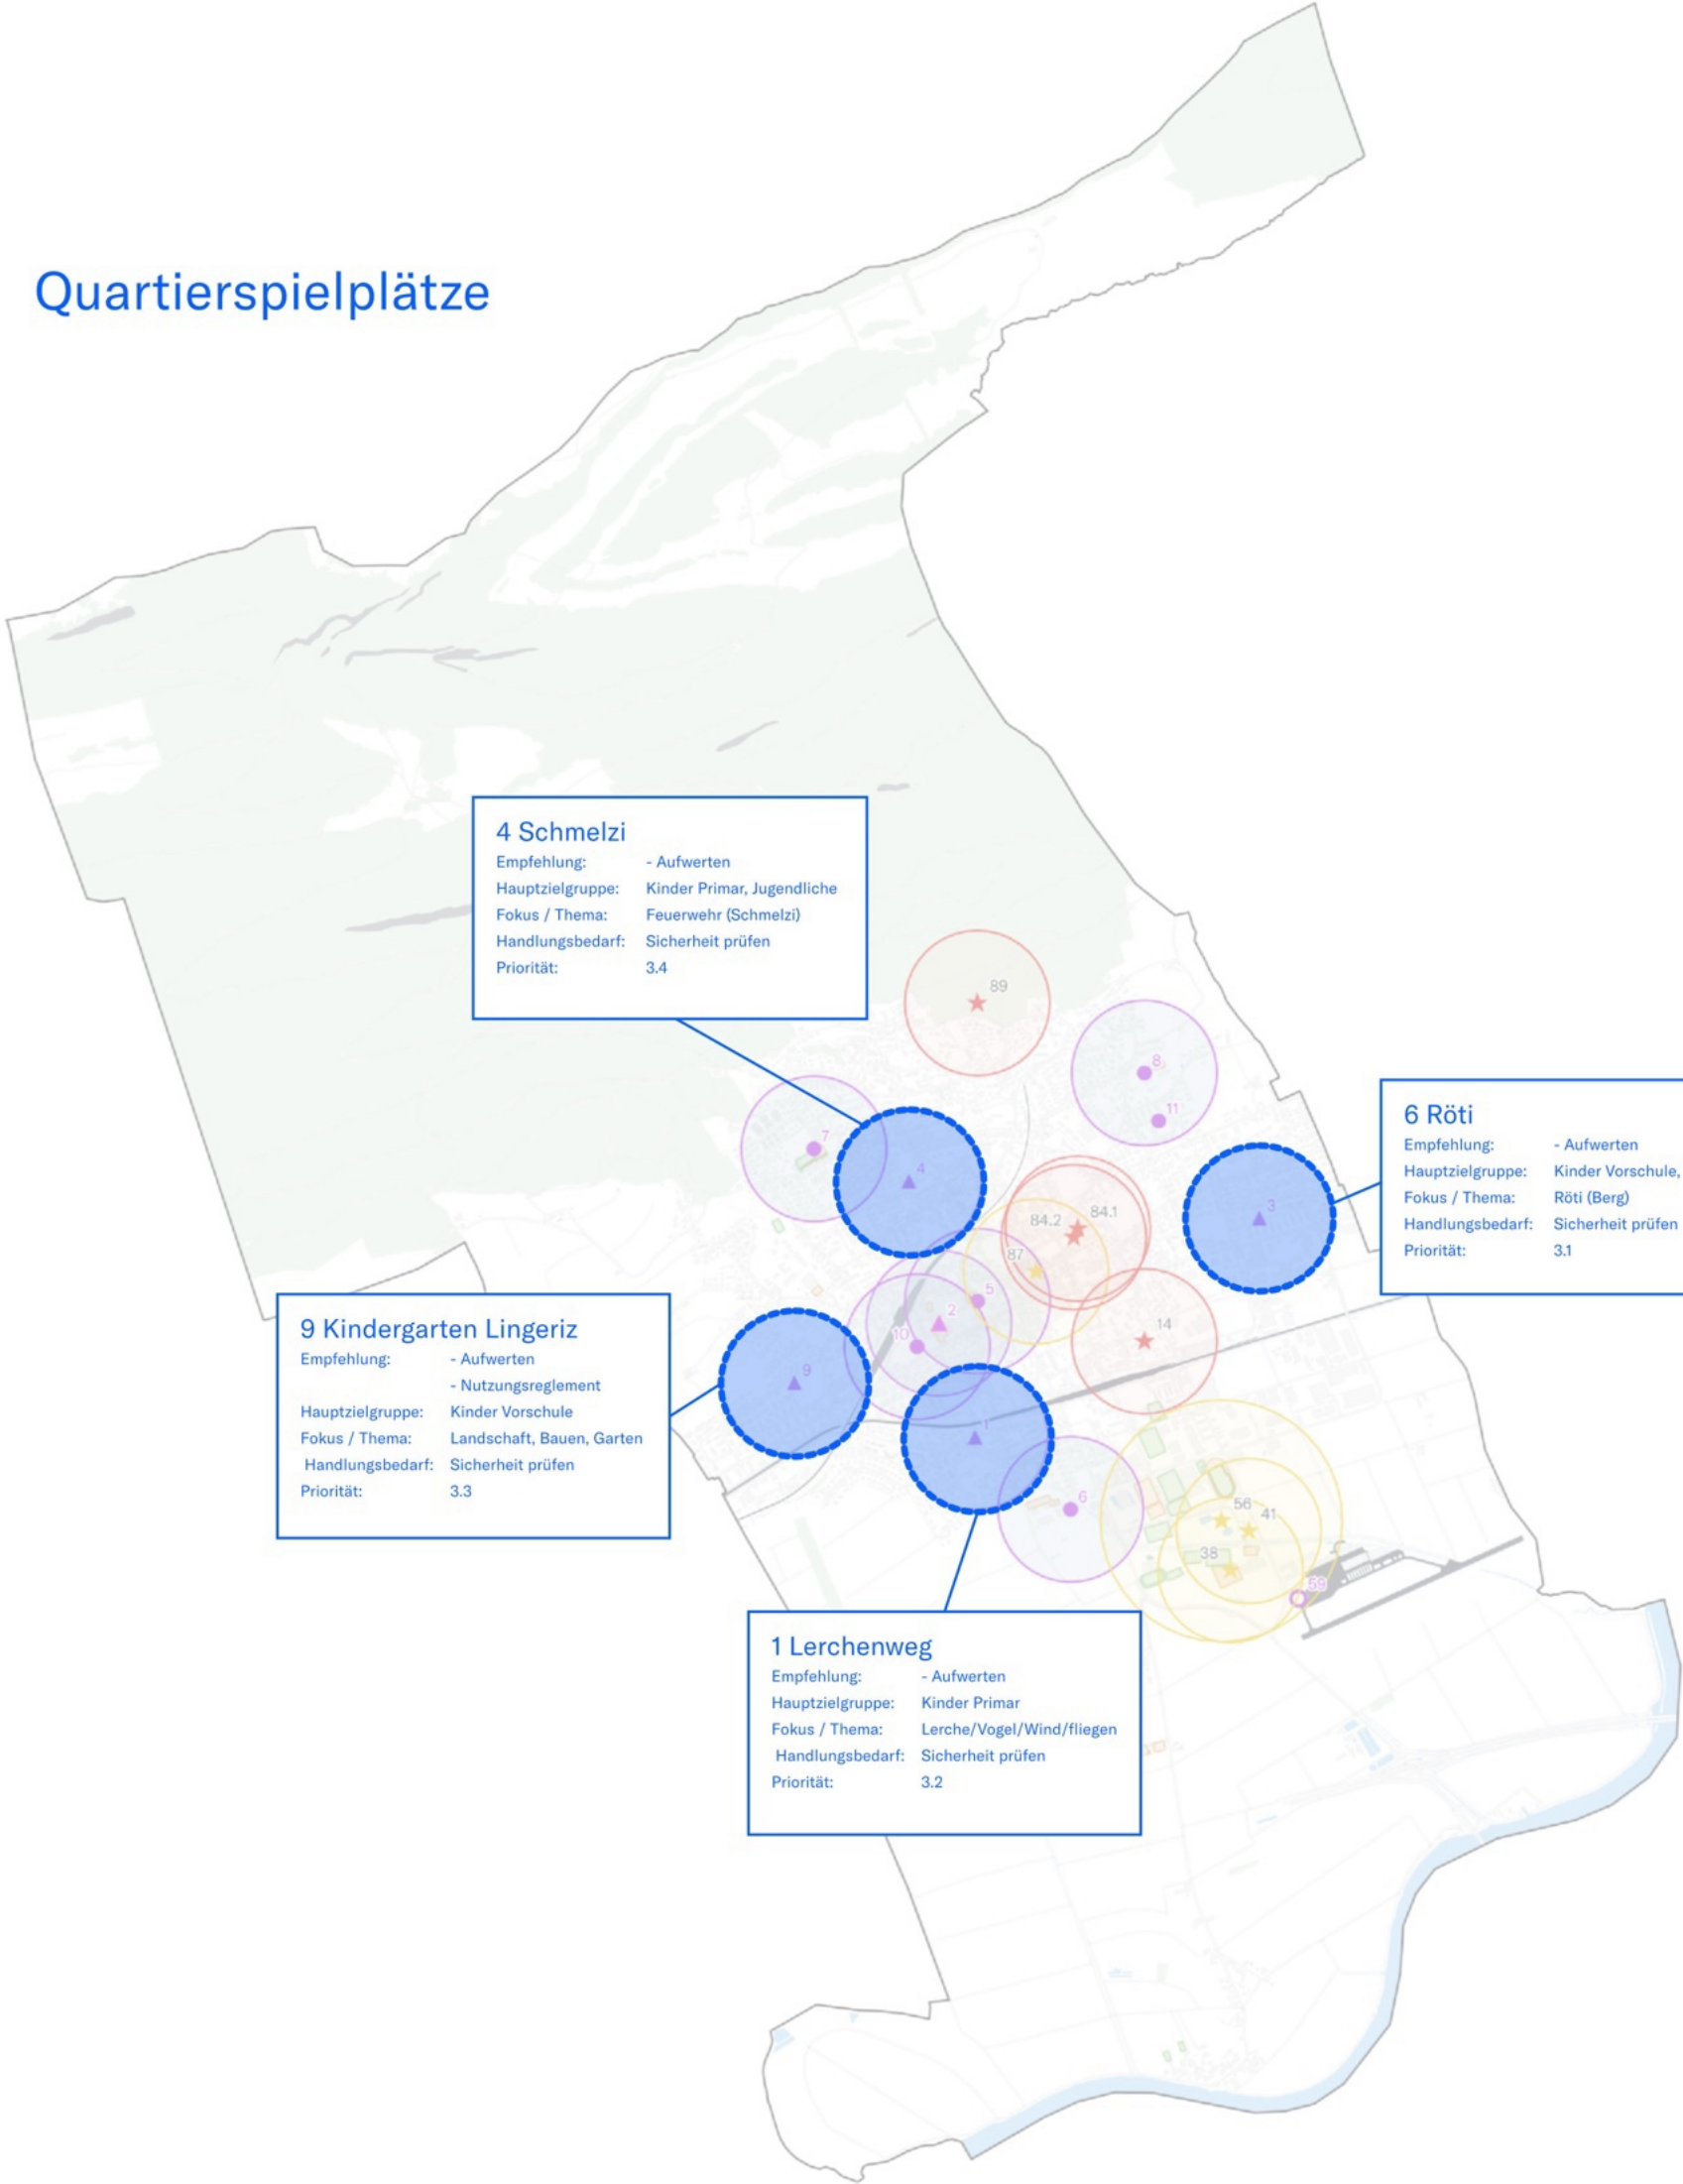 Quartierspielplätze
4 Schmelzi
Empfehlung: - Aufwerten
Hauptzielgruppe: Kinder Primar, Jugendliche
Fokus / Thema: Feuerwehr (Schmelzi)
Handlungsbedarf: Sicherheit prüfen
Priorität: 3.4
89
8
11
7
4
6 Röti
Empfehlung: - Aufwerten
Hauptzielgruppe: Kinder Vorschule,
Fokus / Thema: Röti (Berg)
Handlungsbedarf: Sicherheit prüfen
Priorität: 3.1
3
84.2
84.1
87
5
2
10
14
9 Kindergarten Lingeriz
Empfehlung: - Aufwerten
- Nutzungsreglement
Hauptzielgruppe: Kinder Vorschule
Fokus / Thema: Landschaft, Bauen, Garten
Handlungsbedarf: Sicherheit prüfen
Priorität: 3.3
9
1
6
56
41
38
59
1 Lerchenweg
Empfehlung: - Aufwerten
Hauptzielgruppe: Kinder Primar
Fokus / Thema: Lerche/Vogel/Wind/fliegen
Handlungsbedarf: Sicherheit prüfen
Priorität: 3.2